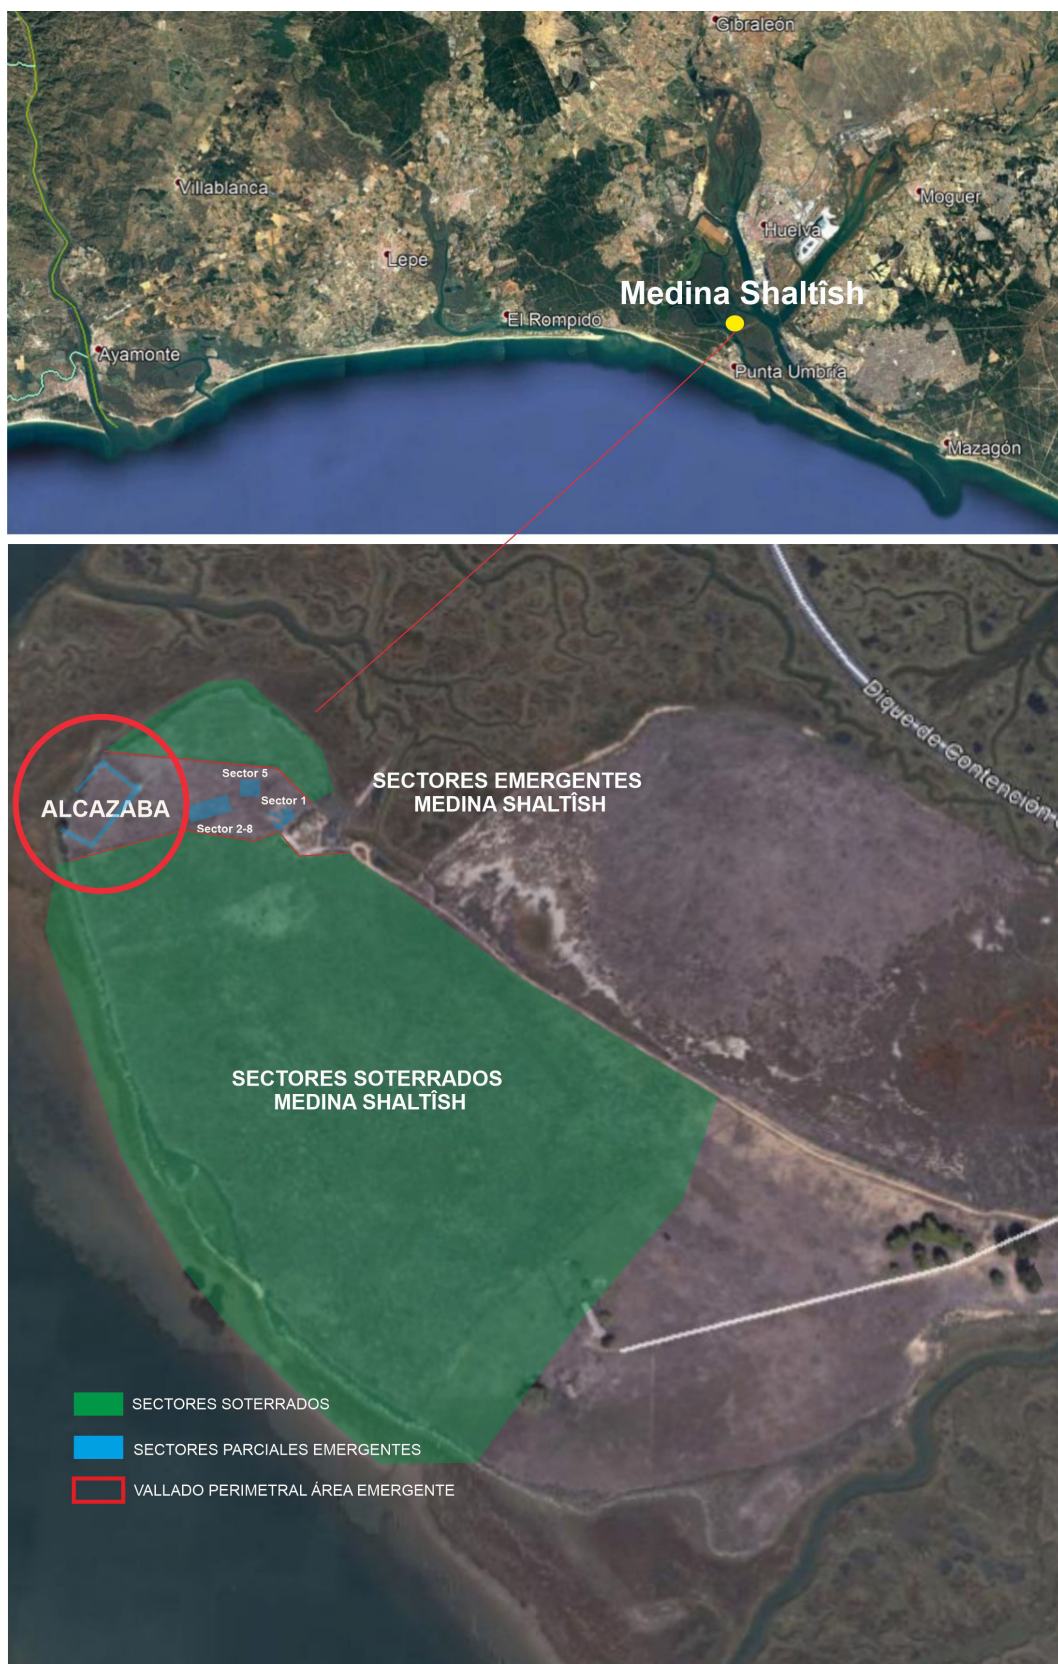 Gibraleón
Villablanca
Moguer
Huelva
Lepe
Medina Shaltîsh
El Rompido
Ayamonte
Punta Umbría
Mazagón
Dique-de-Contención
Sector 5
SECTORES EMERGENTES
MEDINA SHALTÎSH
Sector 1
ALCAZABA
Sector 2-8
SECTORES SOTERRADOS
MEDINA SHALTÎSH
SECTORES SOTERRADOS
SECTORES PARCIALES EMERGENTES
VALLADO PERIMETRAL ÁREA EMERGENTE